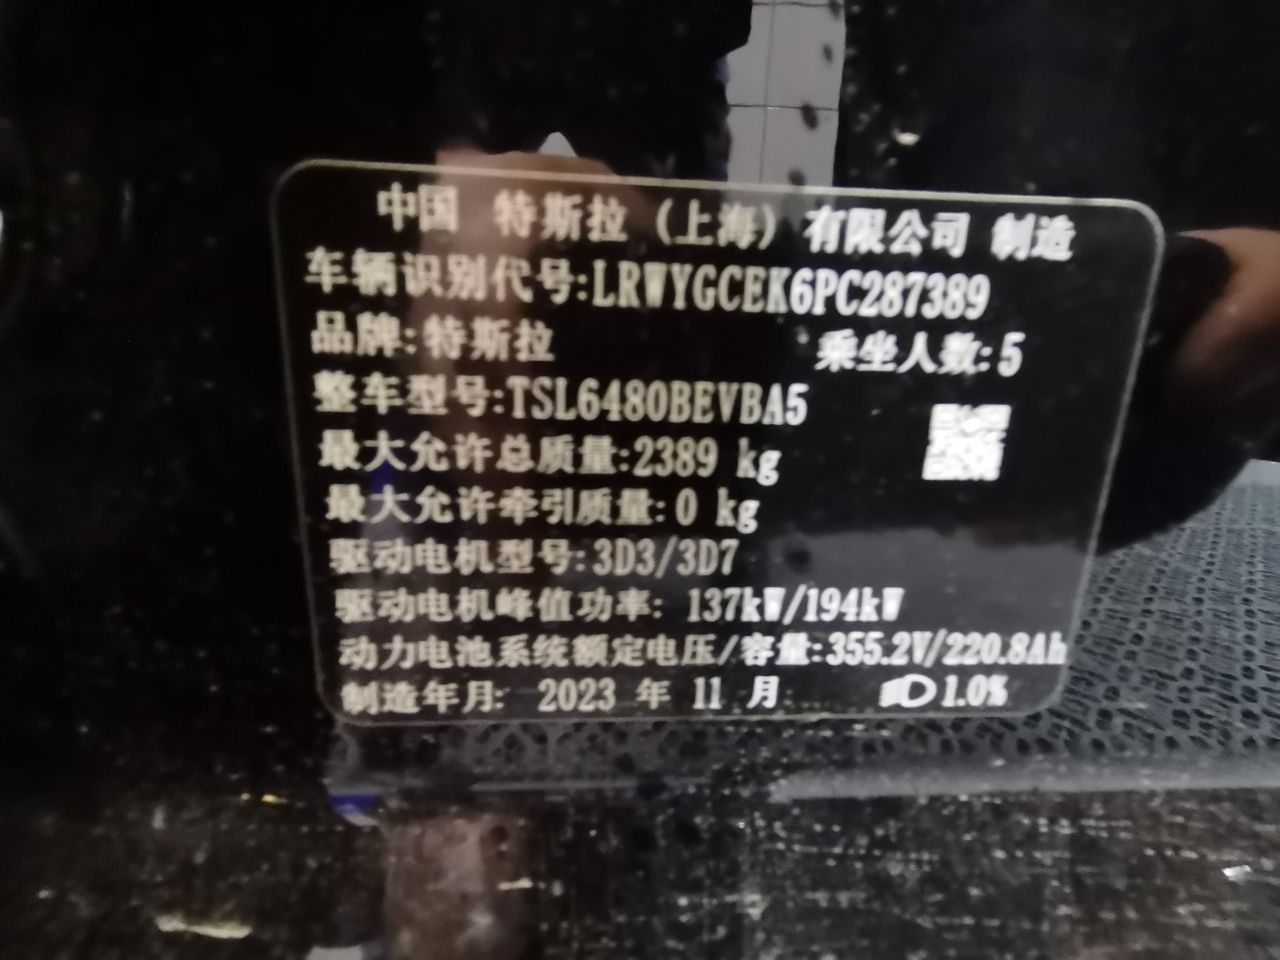 中国 特斯拉（上海）有限公司 制造
车辆识别代号:LRWYGCEK6PC287389
品牌:特斯拉 乘坐人数:5
整车型号:TSL6480BEVBA5
最大允许总质量:2389 kg
最大允许牵引质量:0 kg
驱动电机型号:3D3/3D7
驱动电机峰值功率: 137kW/194kW
动力电池系统额定电压/容量:355.2V/220.8Ah
制造年月: 2023 年 11 月 1.0%